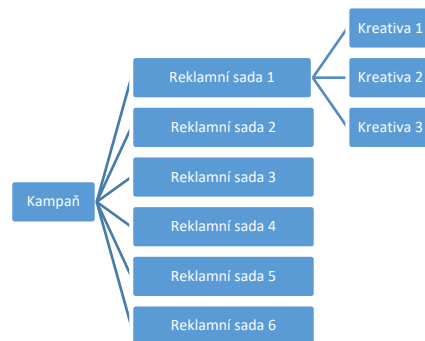 Kreativa 1
Reklamní sada 1
Kreativa 2
Reklamní sada 2
Kreativa 3
Reklamní sada 3
Kampaň
Reklamní sada 4
Reklamní sada 5
Reklamní sada 6